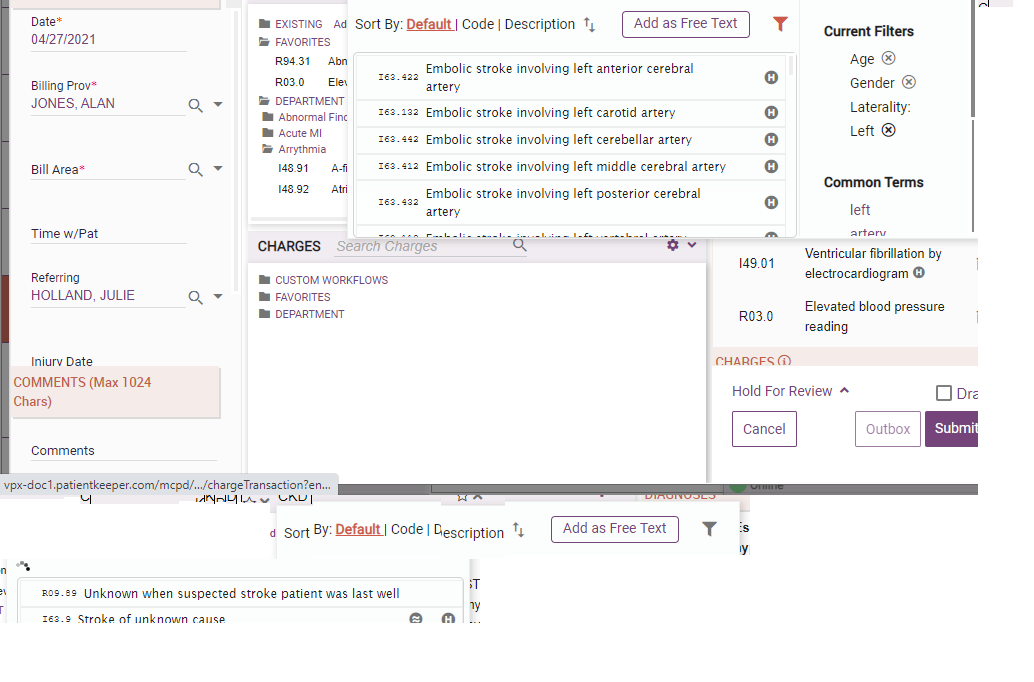 Date*
04/27/2021
Billing Prov*
JONES, ALAN
Bill Area*
Time w/Pat
Referring
HOLLAND, JULIE
Injury Date
COMMENTS (Max 1024
Chars)
Comments
EXISTING Ad
FAVORITES
R94.31 Abn
R03.0 Elev
DEPARTMENT
Abnormal Find
Acute MI
Arrythmia
I48.91 A-fi
I48.92 Atri
Sort By: Default | Code | Description
Add as Free Text
I63.422 Embolic stroke involving left anterior cerebral
artery
I63.132 Embolic stroke involving left carotid artery
I63.442 Embolic stroke involving left cerebellar artery
I63.412 Embolic stroke involving left middle cerebral artery
I63.432 Embolic stroke involving left posterior cerebral
artery
Embolic stroke involving left vertebral artery
Current Filters
Age
Gender
Laterality:
Left
Common Terms
left
artery
CHARGES Search Charges
CUSTOM WORKFLOWS
FAVORITES
DEPARTMENT
I49.01 Ventricular fibrillation by
electrocardiogram H
R03.0 Elevated blood pressure
reading
CHARGES
Hold For Review
Dra
Cancel
Outbox
Submit
vpx-doc1.patientkeeper.com/mcpd/.../chargeTransaction?en...
Online
CKD
DIAGNOSES
Sort By: Default | Code | Description
Add as Free Text
R09.89 Unknown when suspected stroke patient was last well
I63.9 Stroke of unknown cause